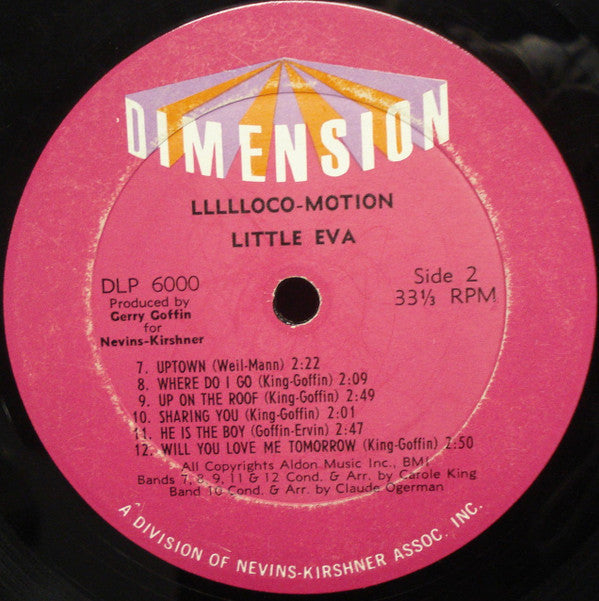 DIMENSION
LLLLLOCO-MOTION
LITTLE EVA
DLP 6000
Produced by
Gerry Goffin
for
Nevins-Kirshner
Side 2
33⅓ RPM
7. UPTOWN (Weil-Mann) 2:22
8. WHERE DO I GO (King-Goffin) 2:09
9. UP ON THE ROOF (King-Goffin) 2:49
10. SHARING YOU (King-Goffin) 2:01
11. HE IS THE BOY (Goffin-Ervin) 2:47
12. WILL YOU LOVE ME TOMORROW (King-Goffin) 2:50
All Copyrights Aldon Music Inc., BMI
Bands 7, 8, 9, 11 & 12 Cond. & Arr. by Carole King
Band 10 Cond. & Arr. by Claude Ogerman
A DIVISION OF NEVINS-KIRSHNER ASSOC. INC.